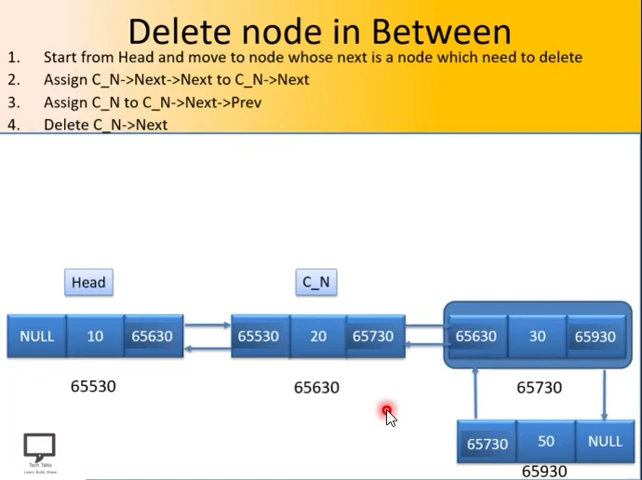 Delete node in Between
1. Start from Head and move to node whose next is a node which need to delete
2. Assign C_N->Next->Next to C_N->Next
3. Assign C_N to C_N->Next->Prev
4. Delete C_N->Next
Head
C_N
NULL 10 65630
65530 20 65730
65630 30 65930
65530
65630
65730
65730 50 NULL
65930
Tech Talks
Learn. Build. Share